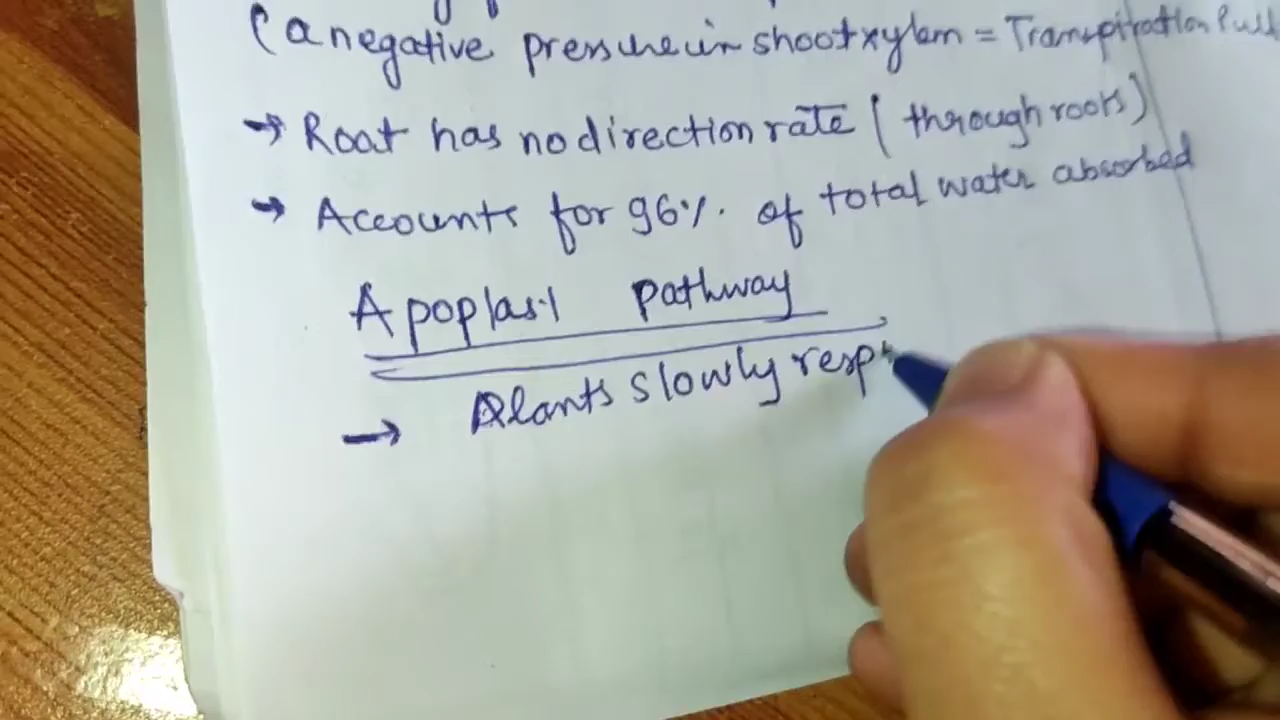 (a negative pressure in shoot xylem = Transpiration Pull
→ Root has no direction rate (through roots)
→ Accounts for 96%. of total water absorbed
Apoplast pathway
→ Plants slowly resp